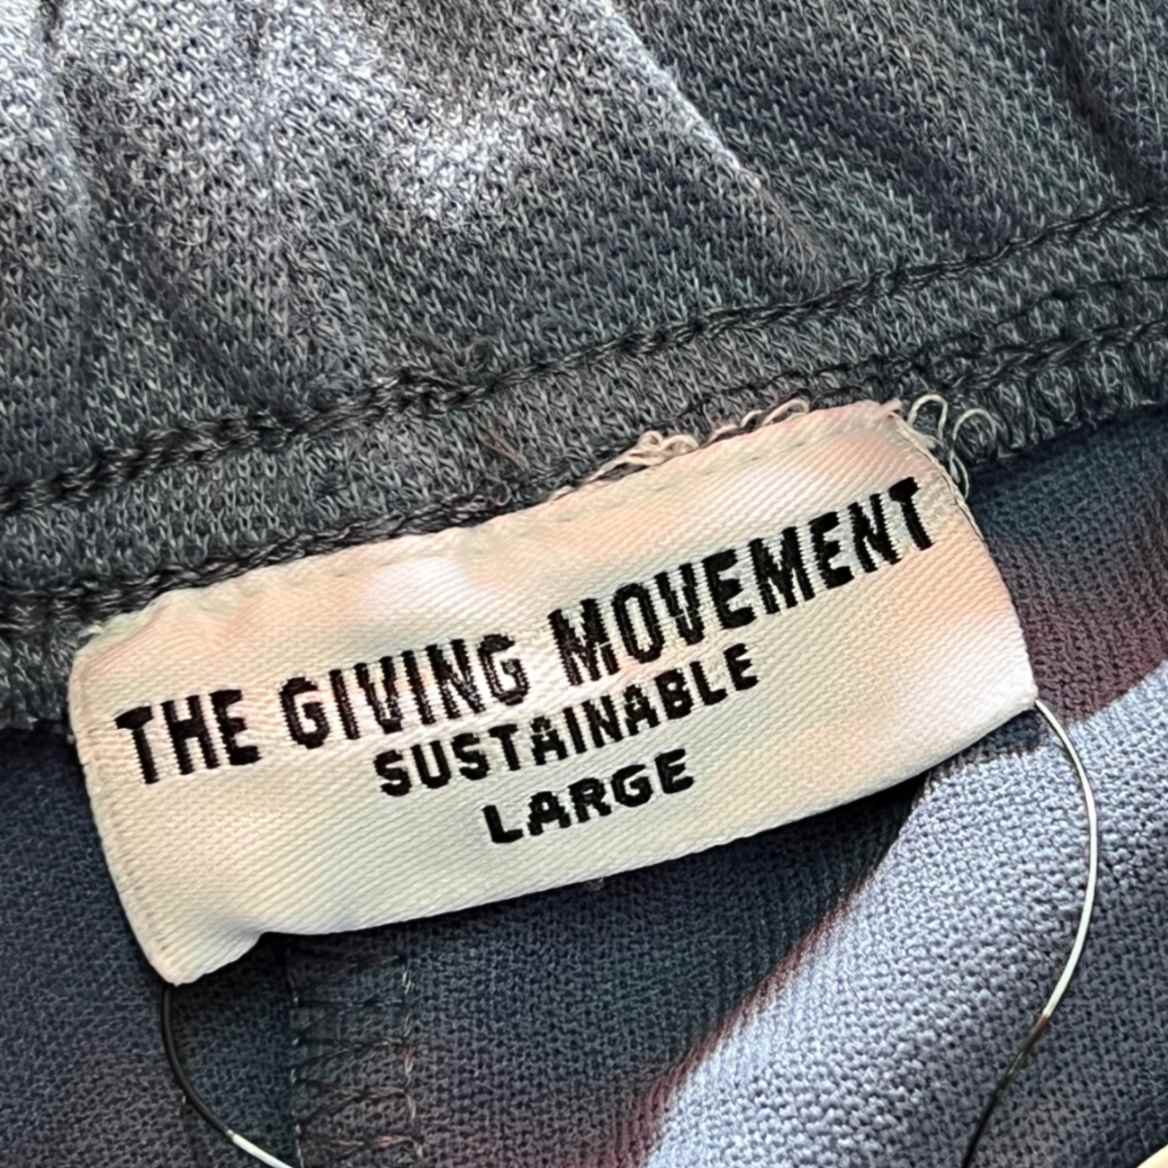 THE GIVING MOVEMENT
SUSTAINABLE
LARGE